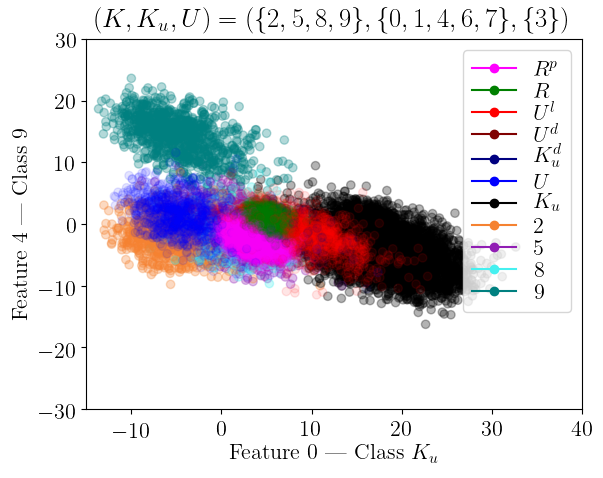 (K, K_u, U) = ({2, 5, 8, 9}, {0, 1, 4, 6, 7}, {3})
30
20
10
0
−10
−20
−30
Feature 4 — Class 9
R^p
R
U^l
U^d
K_u^d
U
K_u
2
5
8
9
−10
0
10
20
30
40
Feature 0 — Class K_u